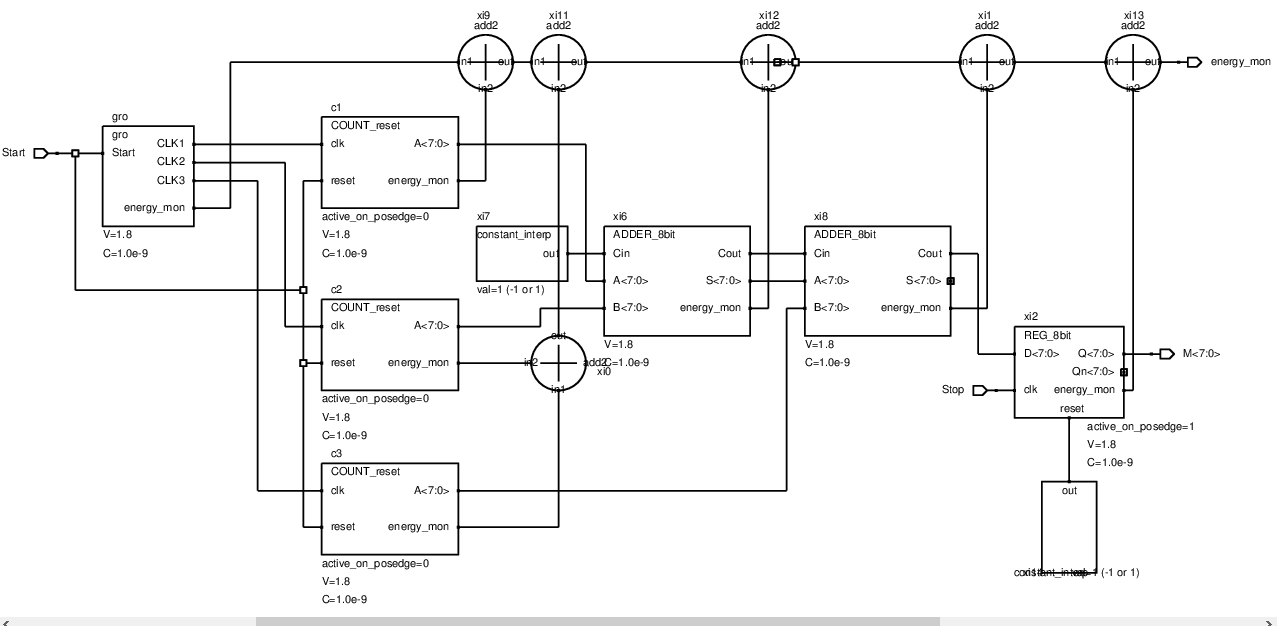 xi9
add2
in1
out
in2
xi11
add2
in1
out
in2
xi12
add2
in1
out
in2
xi1
add2
in1
out
in2
xi13
add2
in1
out
in2
energy_mon
Start
gro
gro
Start
CLK1
CLK2
CLK3
energy_mon
V=1.8
C=1.0e-9
c1
COUNT_reset
clk
A<7:0>
reset
energy_mon
active_on_posedge=0
V=1.8
C=1.0e-9
c2
COUNT_reset
clk
A<7:0>
reset
energy_mon
active_on_posedge=0
V=1.8
C=1.0e-9
c3
COUNT_reset
clk
A<7:0>
reset
energy_mon
active_on_posedge=0
V=1.8
C=1.0e-9
xi7
constant_interp
out
val=1 (-1 or 1)
out
in2
add2
xi0
in1
xi6
ADDER_8bit
Cin
Cout
A<7:0>
S<7:0>
B<7:0>
energy_mon
V=1.8
C=1.0e-9
xi8
ADDER_8bit
Cin
Cout
A<7:0>
S<7:0>
B<7:0>
energy_mon
V=1.8
C=1.0e-9
xi2
REG_8bit
D<7:0>
Q<7:0>
Qn<7:0>
clk
energy_mon
reset
active_on_posedge=1
V=1.8
C=1.0e-9
Stop
M<7:0>
out
constant_interp
(-1 or 1)